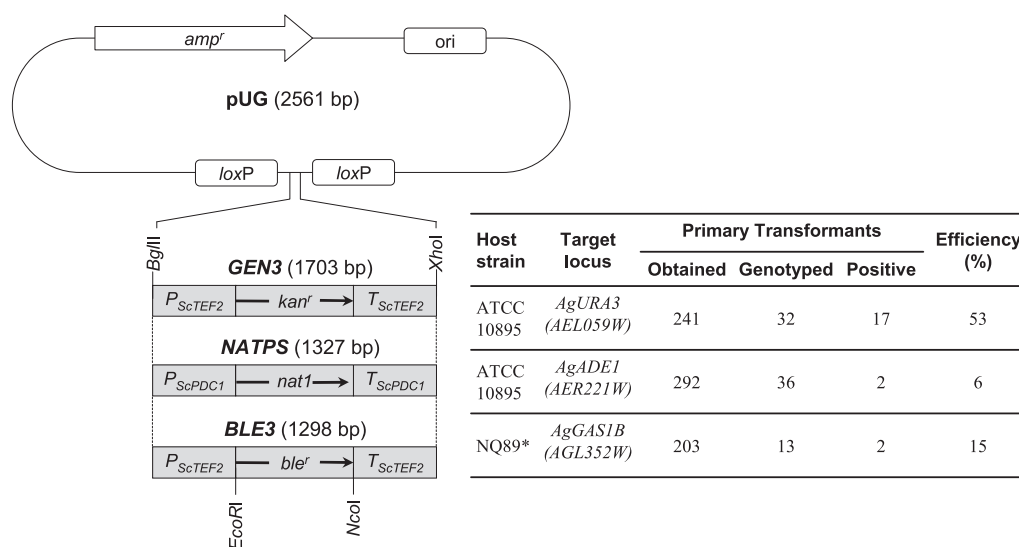 amp^r
ori
pUG (2561 bp)
loxP
loxP
BglII
XhoI
GEN3 (1703 bp)
P_ScTEF2 kan^r T_ScTEF2
NATPS (1327 bp)
P_ScPDC1 nat1 T_ScPDC1
BLE3 (1298 bp)
P_ScTEF2 ble^r T_ScTEF2
EcoRI
NcoI
Host strain Target locus Primary Transformants Efficiency (%)
Obtained Genotyped Positive
ATCC 10895 AgURA3 (AEL059W) 241 32 17 53
ATCC 10895 AgADE1 (AER221W) 292 36 2 6
NQ89* AgGAS1B (AGL352W) 203 13 2 15